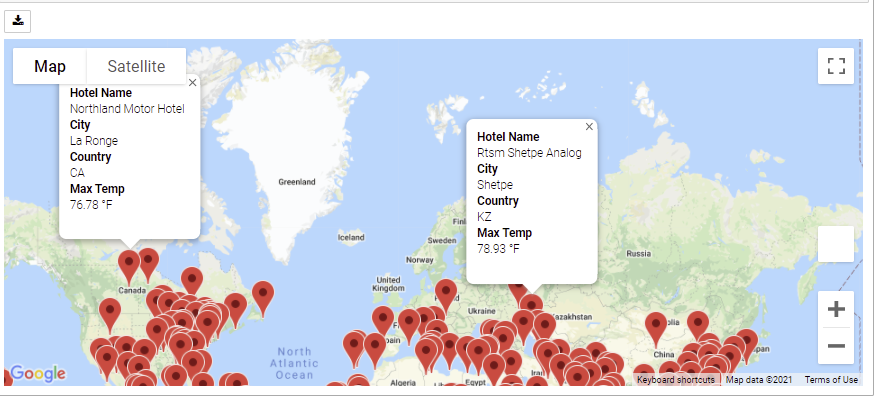 Map
Satellite
Hotel Name
Northland Motor Hotel
City
La Ronge
Country
CA
Max Temp
76.78 °F
Hotel Name
Rtsm Shetpe Analog
City
Shetpe
Country
KZ
Max Temp
78.93 °F
Greenland
Iceland
Sweden
Norway
Russia
Canada
United
Kingdom
Ukraine
North
Atlantic
Ocean
Algeria
Egypt
China
Google
Keyboard shortcuts
Map data ©2021
Terms of Use